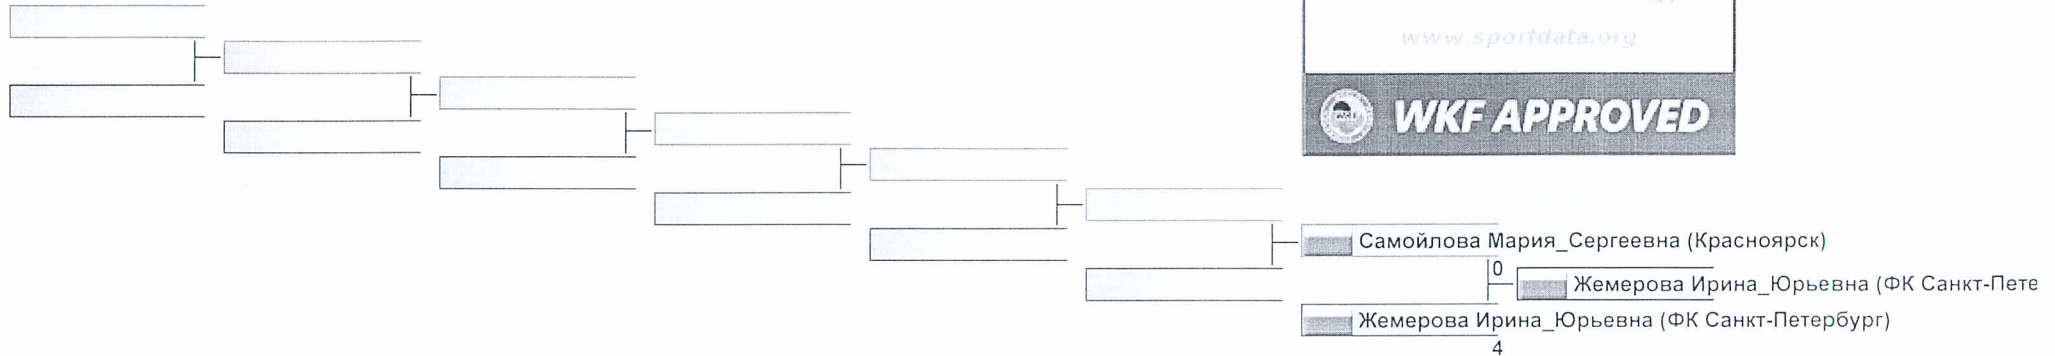 www.sportdata.org
WKF APPROVED
Самойлова Мария_Сергеевна (Красноярск)
0
Жемерова Ирина_Юрьевна (ФК Санкт-Пете
Жемерова Ирина_Юрьевна (ФК Санкт-Петербург)
4